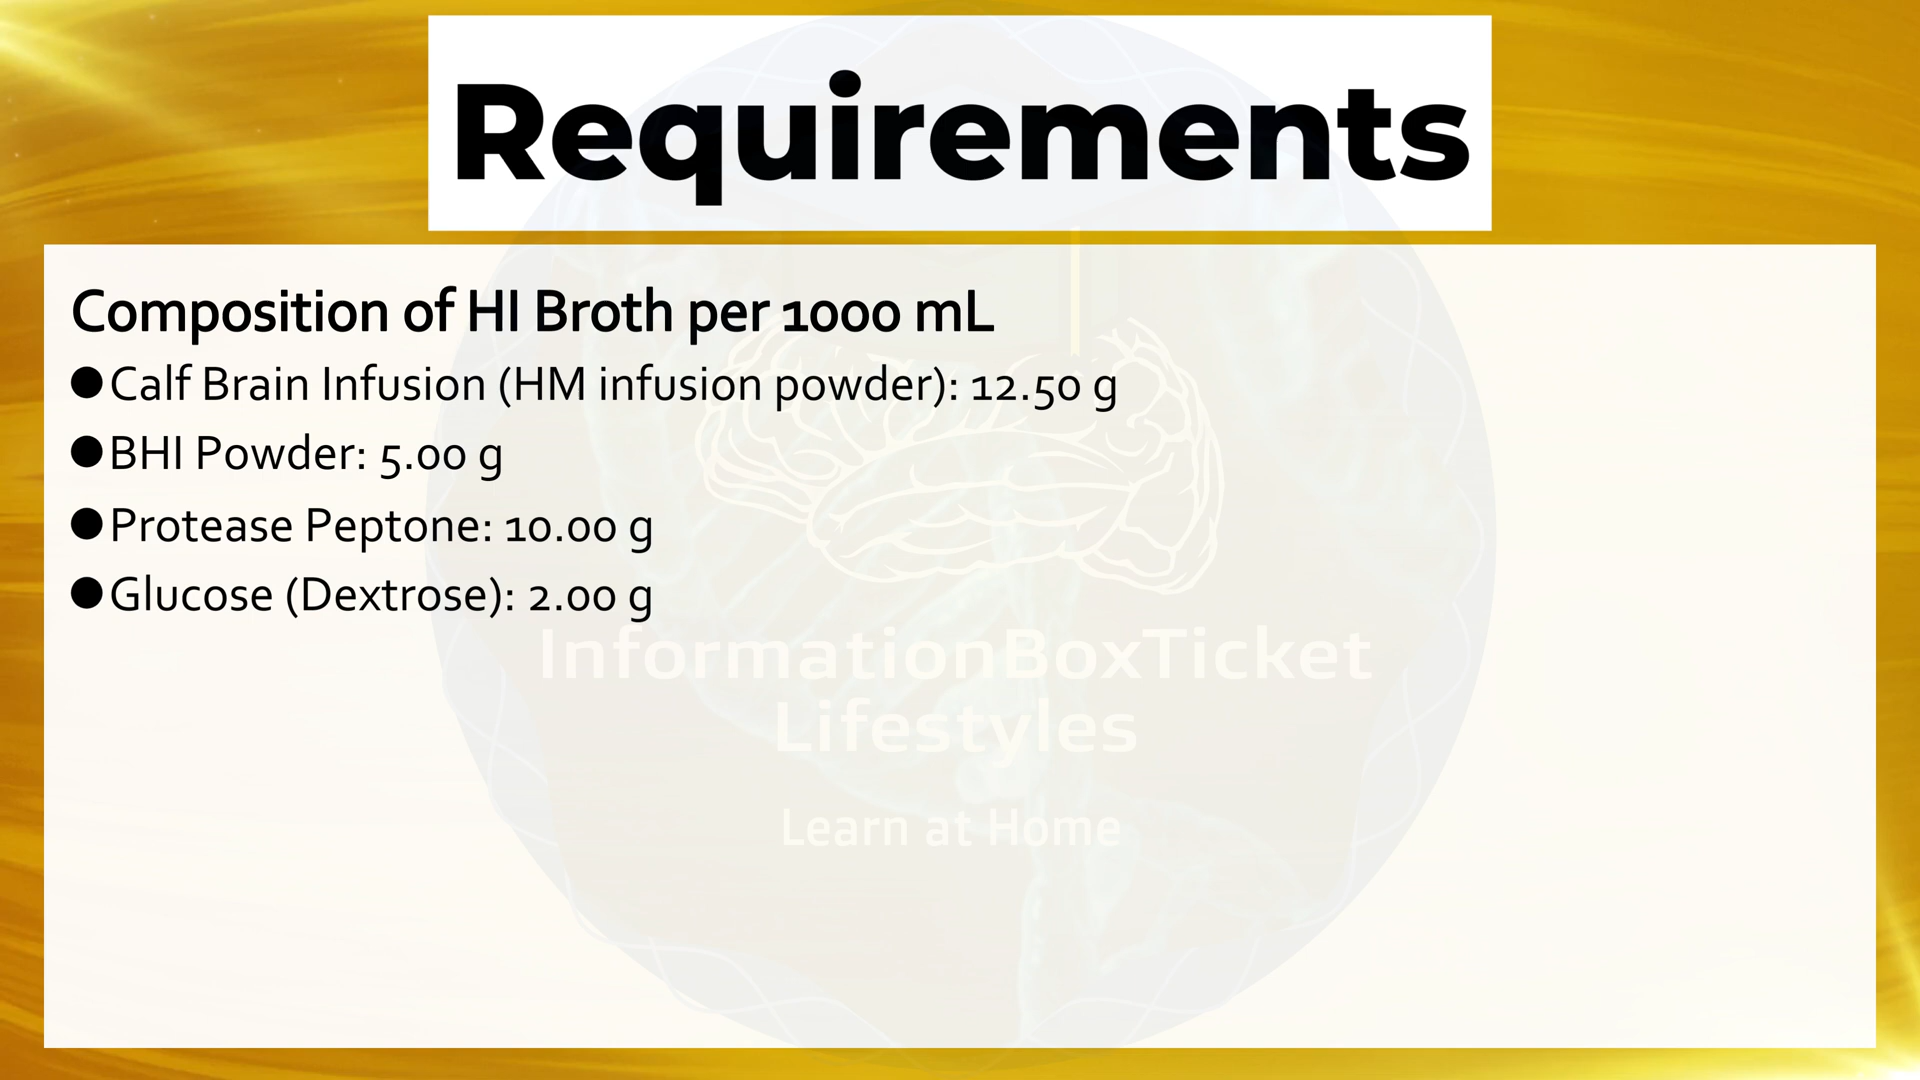 Requirements
Composition of HI Broth per 1000 mL
●Calf Brain Infusion (HM infusion powder): 12.50 g
●BHI Powder: 5.00 g
●Protease Peptone: 10.00 g
●Glucose (Dextrose): 2.00 g
InformationBoxTicket
Lifestyles
Learn at Home